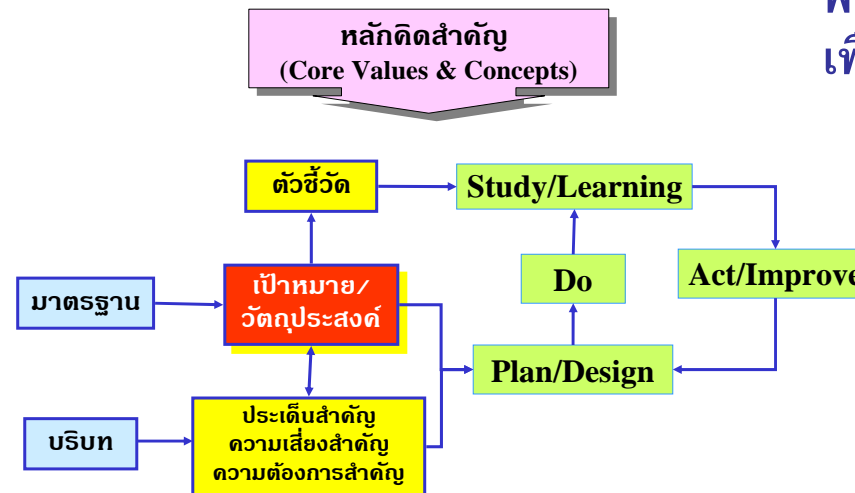 หลักคิดสำคัญ
(Core Values & Concepts)
ตัวชี้วัด
Study/Learning
มาตรฐาน
เป้าหมาย/
วัตถุประสงค์
Do
Act/Improve
Plan/Design
บริบท
ประเด็นสำคัญ
ความเสี่ยงสำคัญ
ความต้องการสำคัญ